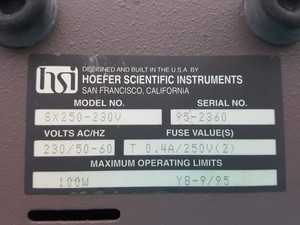 hsi
DESIGNED AND BUILT IN THE U.S.A. BY
HOEFER SCIENTIFIC INSTRUMENTS
SAN FRANCISCO, CALIFORNIA
MODEL NO. SERIAL NO.
SX250-230V 95-2360
VOLTS AC/HZ FUSE VALUE(S)
230/50-60 T 0.4A/250V(2)
MAXIMUM OPERATING LIMITS
100W YB-9/95